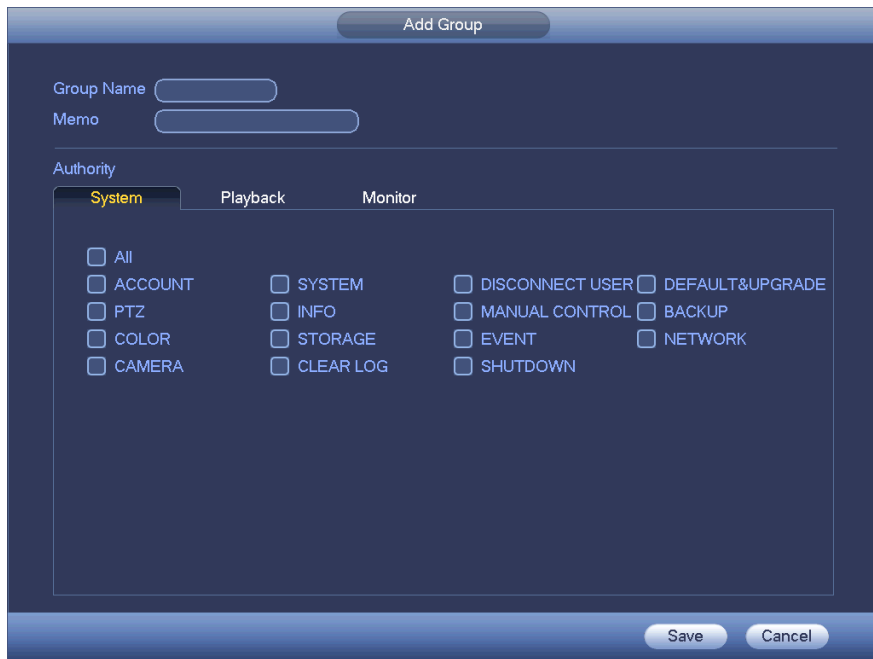 Add Group
Group Name
Memo
Authority
System Playback Monitor
All
ACCOUNT SYSTEM DISCONNECT USER DEFAULT&UPGRADE
PTZ INFO MANUAL CONTROL BACKUP
COLOR STORAGE EVENT NETWORK
CAMERA CLEAR LOG SHUTDOWN
Save Cancel